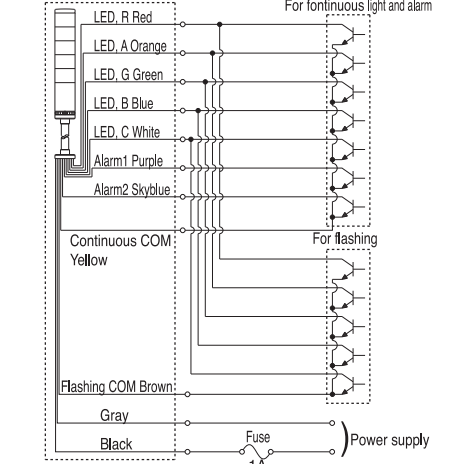 For fontinuous light and alarm
LED, R Red
LED, A Orange
LED, G Green
LED, B Blue
LED, C White
Alarm1 Purple
Alarm2 Skyblue
Continuous COM
Yellow
For flashing
Flashing COM Brown
Gray
Black
Fuse
1A
Power supply